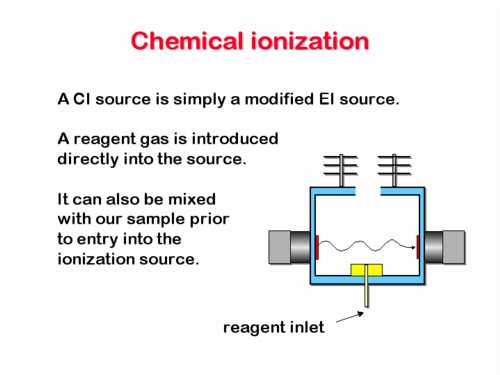 Chemical ionization
A CI source is simply a modified EI source.
A reagent gas is introduced
directly into the source.
It can also be mixed
with our sample prior
to entry into the
ionization source.
reagent inlet